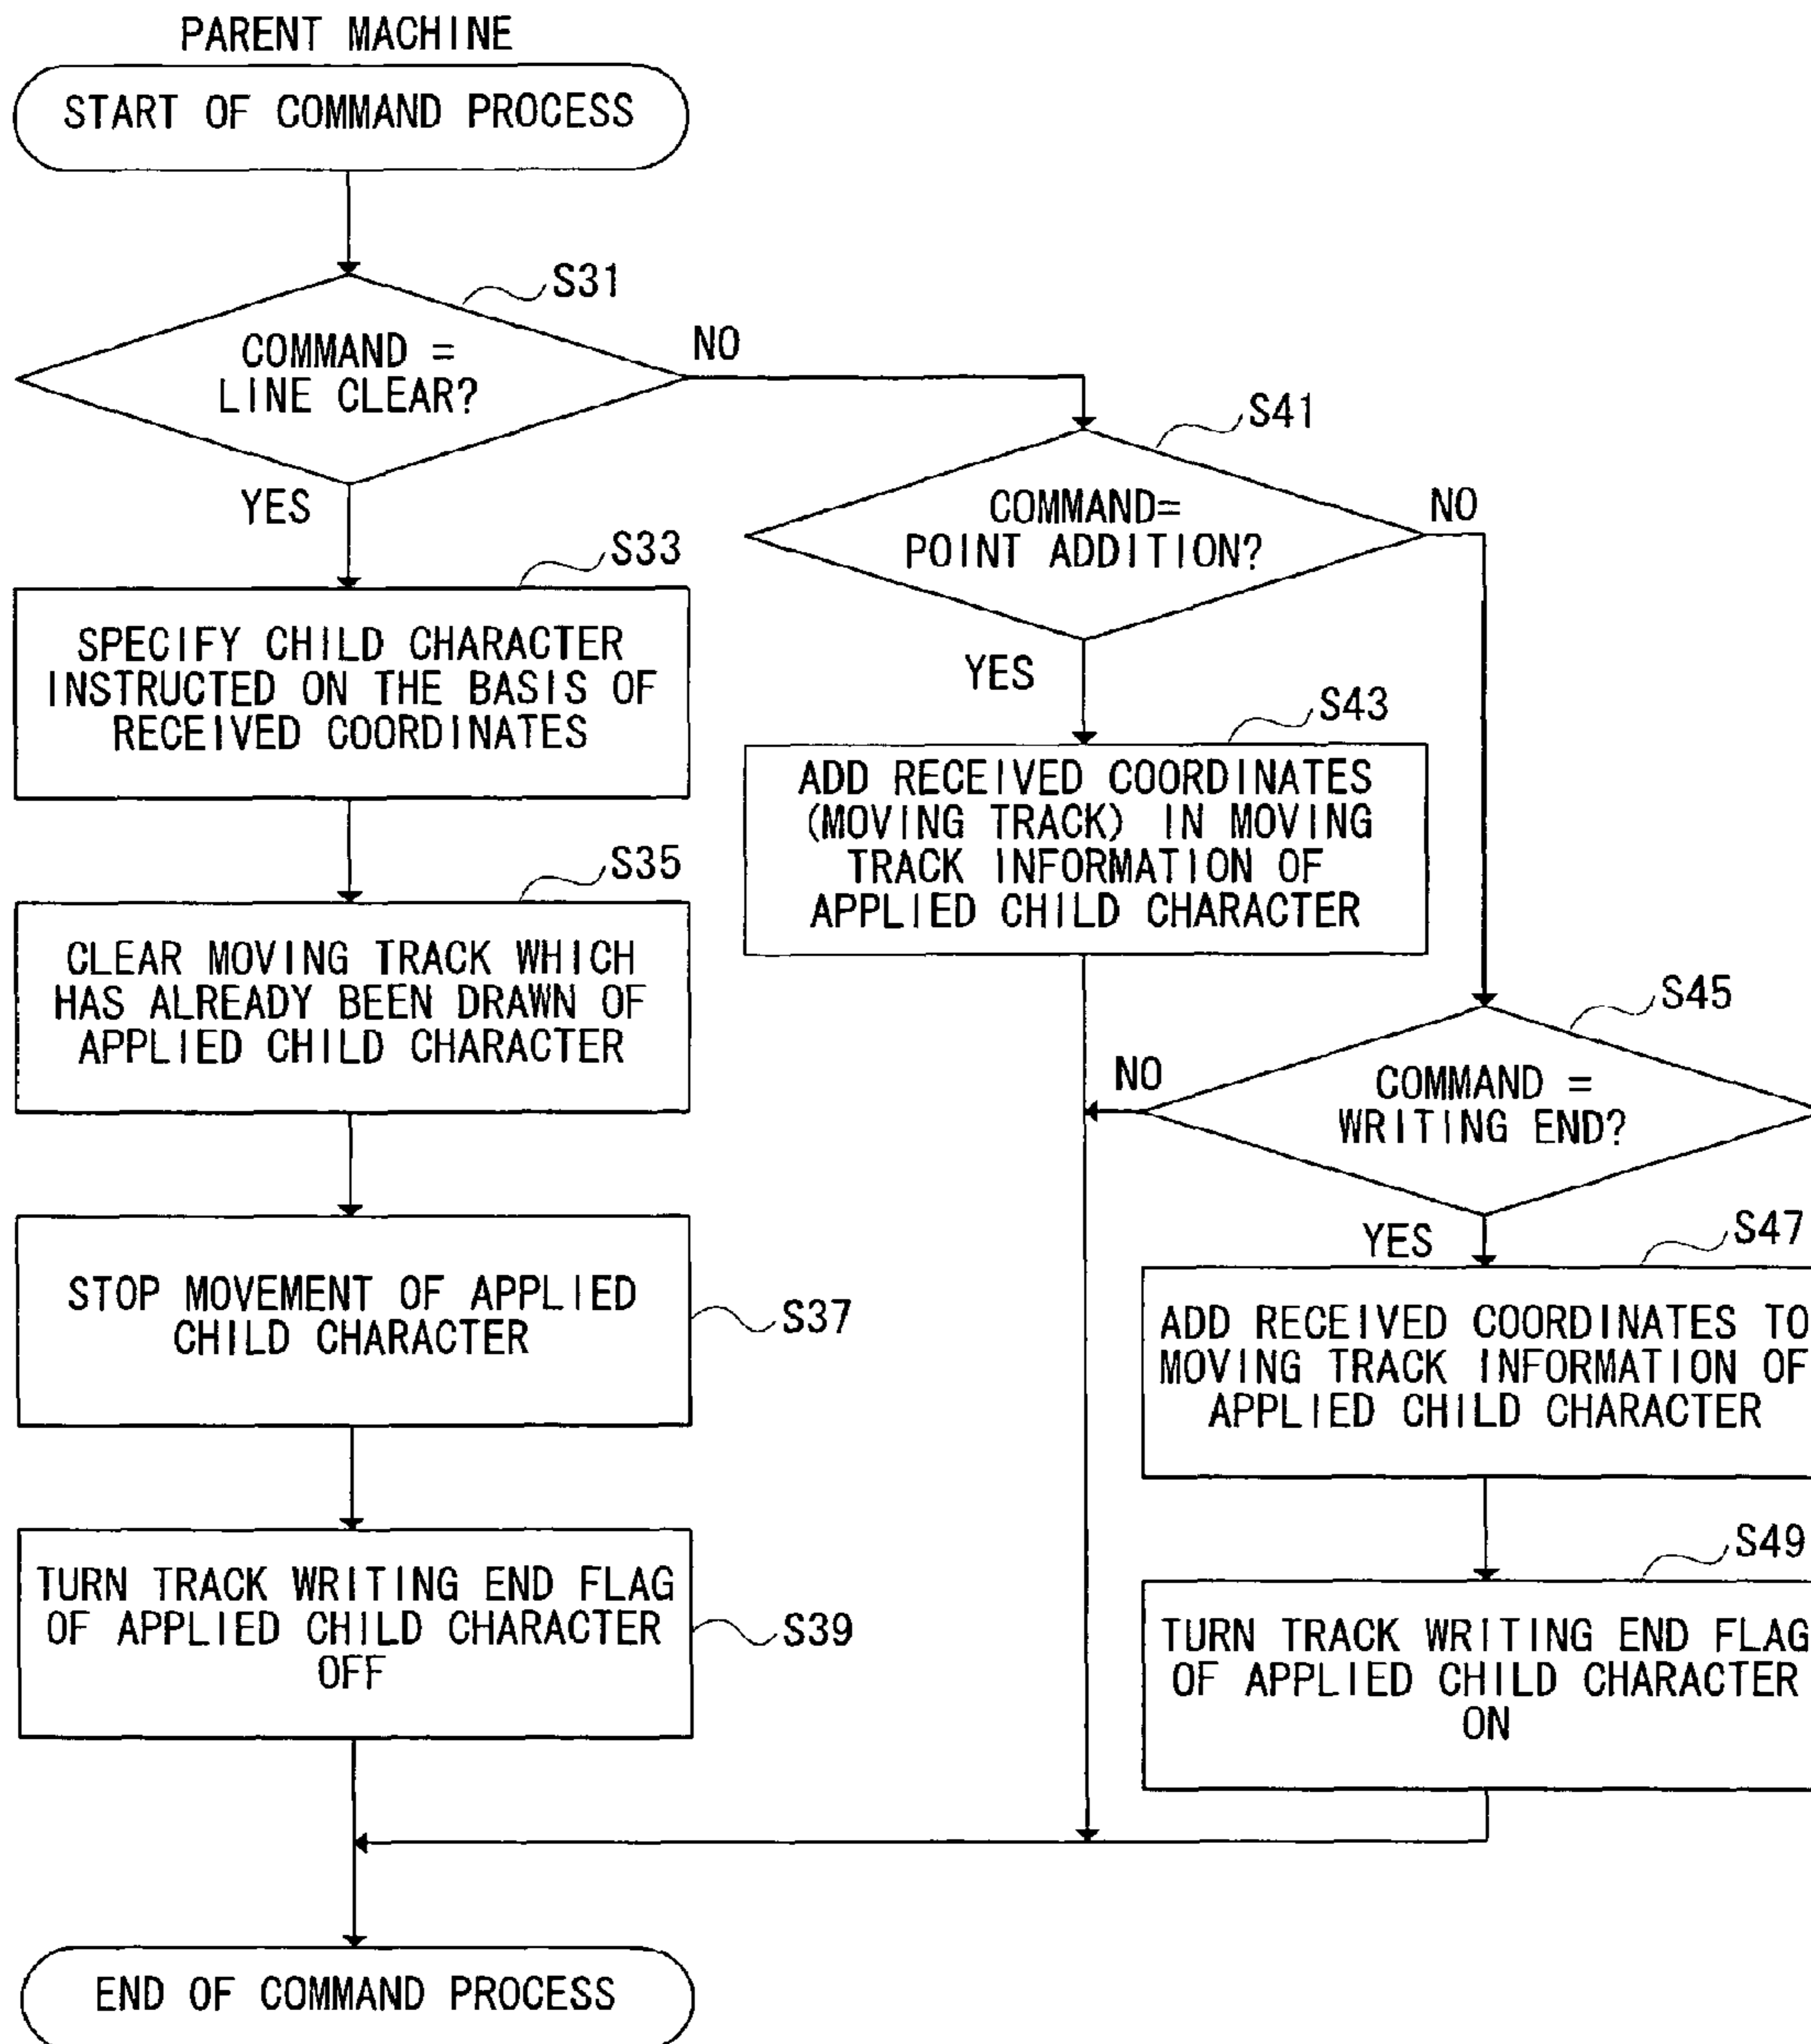 PARENT MACHINE
START OF COMMAND PROCESS
S31
COMMAND =
LINE CLEAR?
NO
YES
S33
SPECIFY CHILD CHARACTER
INSTRUCTED ON THE BASIS OF
RECEIVED COORDINATES
S35
CLEAR MOVING TRACK WHICH
HAS ALREADY BEEN DRAWN OF
APPLIED CHILD CHARACTER
STOP MOVEMENT OF APPLIED
CHILD CHARACTER
S37
TURN TRACK WRITING END FLAG
OF APPLIED CHILD CHARACTER
OFF
S39
S41
COMMAND=
POINT ADDITION?
NO
YES
S43
ADD RECEIVED COORDINATES
(MOVING TRACK) IN MOVING
TRACK INFORMATION OF
APPLIED CHILD CHARACTER
S45
COMMAND =
WRITING END?
NO
YES
S47
ADD RECEIVED COORDINATES TO
MOVING TRACK INFORMATION OF
APPLIED CHILD CHARACTER
S49
TURN TRACK WRITING END FLAG
OF APPLIED CHILD CHARACTER
ON
END OF COMMAND PROCESS